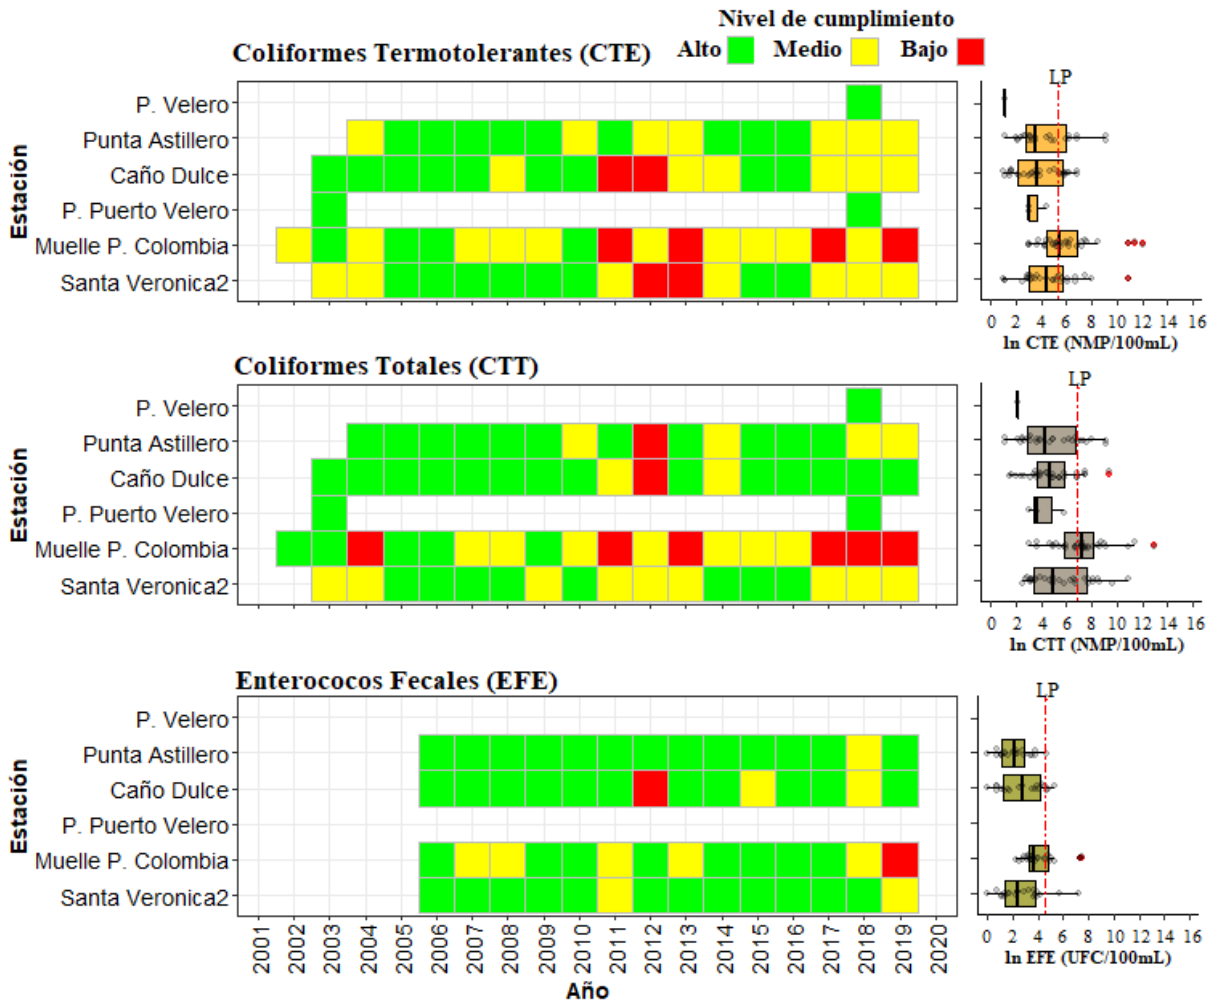 Nivel de cumplimiento
Coliformes Termotolerantes (CTE) Alto Medio Bajo
LP
P. Velero
Punta Astillero
Caño Dulce
P. Puerto Velero
Muelle P. Colombia
Santa Veronica2
Estación
0 2 4 6 8 10 12 14 16
ln CTE (NMP/100mL)
Coliformes Totales (CTT)
LP
P. Velero
Punta Astillero
Caño Dulce
P. Puerto Velero
Muelle P. Colombia
Santa Veronica2
Estación
0 2 4 6 8 10 12 14 16
ln CTT (NMP/100mL)
Enterococos Fecales (EFE)
LP
P. Velero
Punta Astillero
Caño Dulce
P. Puerto Velero
Muelle P. Colombia
Santa Veronica2
Estación
0 2 4 6 8 10 12 14 16
ln EFE (UFC/100mL)
2001 2002 2003 2004 2005 2006 2007 2008 2009 2010 2011 2012 2013 2014 2015 2016 2017 2018 2019 2020
Año